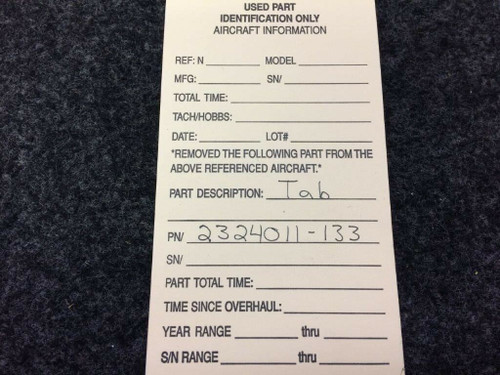 USED PART
IDENTIFICATION ONLY
AIRCRAFT INFORMATION
REF: N MODEL
MFG: SN/
TOTAL TIME:
TACH/HOBBS:
DATE: LOT#
*REMOVED THE FOLLOWING PART FROM THE
ABOVE REFERENCED AIRCRAFT.*
PART DESCRIPTION: Tab
PN/ 2324011-133
SN/
PART TOTAL TIME:
TIME SINCE OVERHAUL:
YEAR RANGE thru
S/N RANGE thru